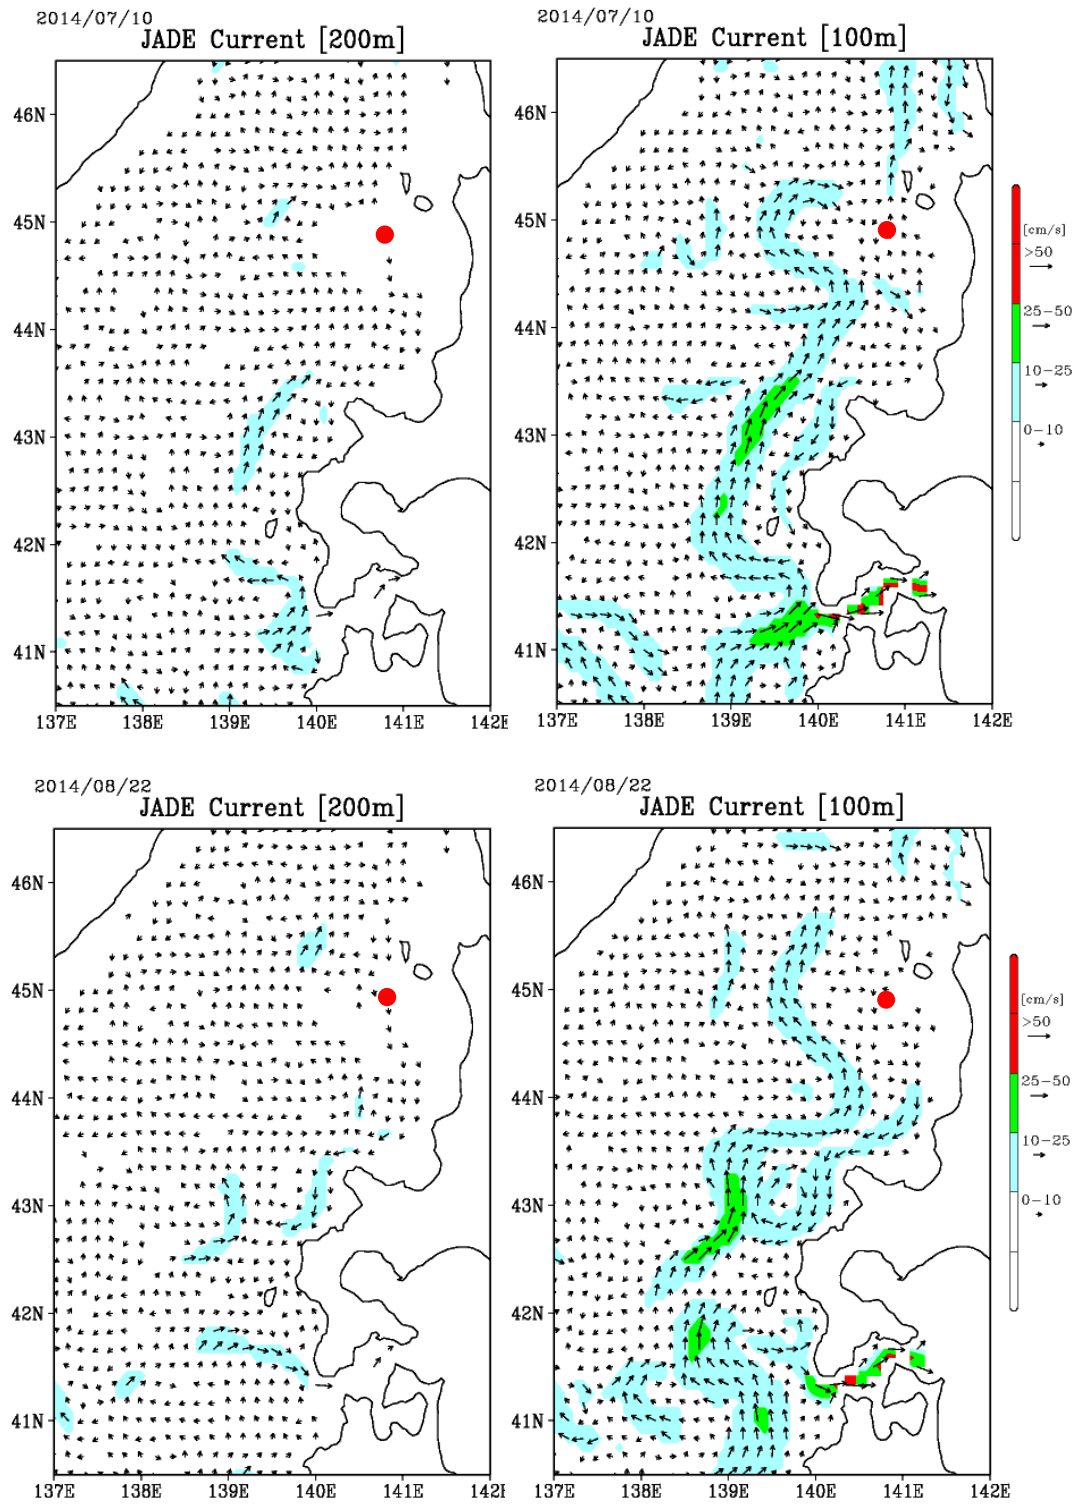 2014/07/10
JADE Current [200m]
46N
45N
44N
43N
42N
41N
137E 138E 139E 140E 141E 142E
2014/07/10
JADE Current [100m]
46N
45N
44N
43N
42N
41N
137E 138E 139E 140E 141E 142E
[cm/s]
>50
25-50
10-25
0-10
2014/08/22
JADE Current [200m]
46N
45N
44N
43N
42N
41N
137E 138E 139E 140E 141E 142E
2014/08/22
JADE Current [100m]
46N
45N
44N
43N
42N
41N
137E 138E 139E 140E 141E 142E
[cm/s]
>50
25-50
10-25
0-10